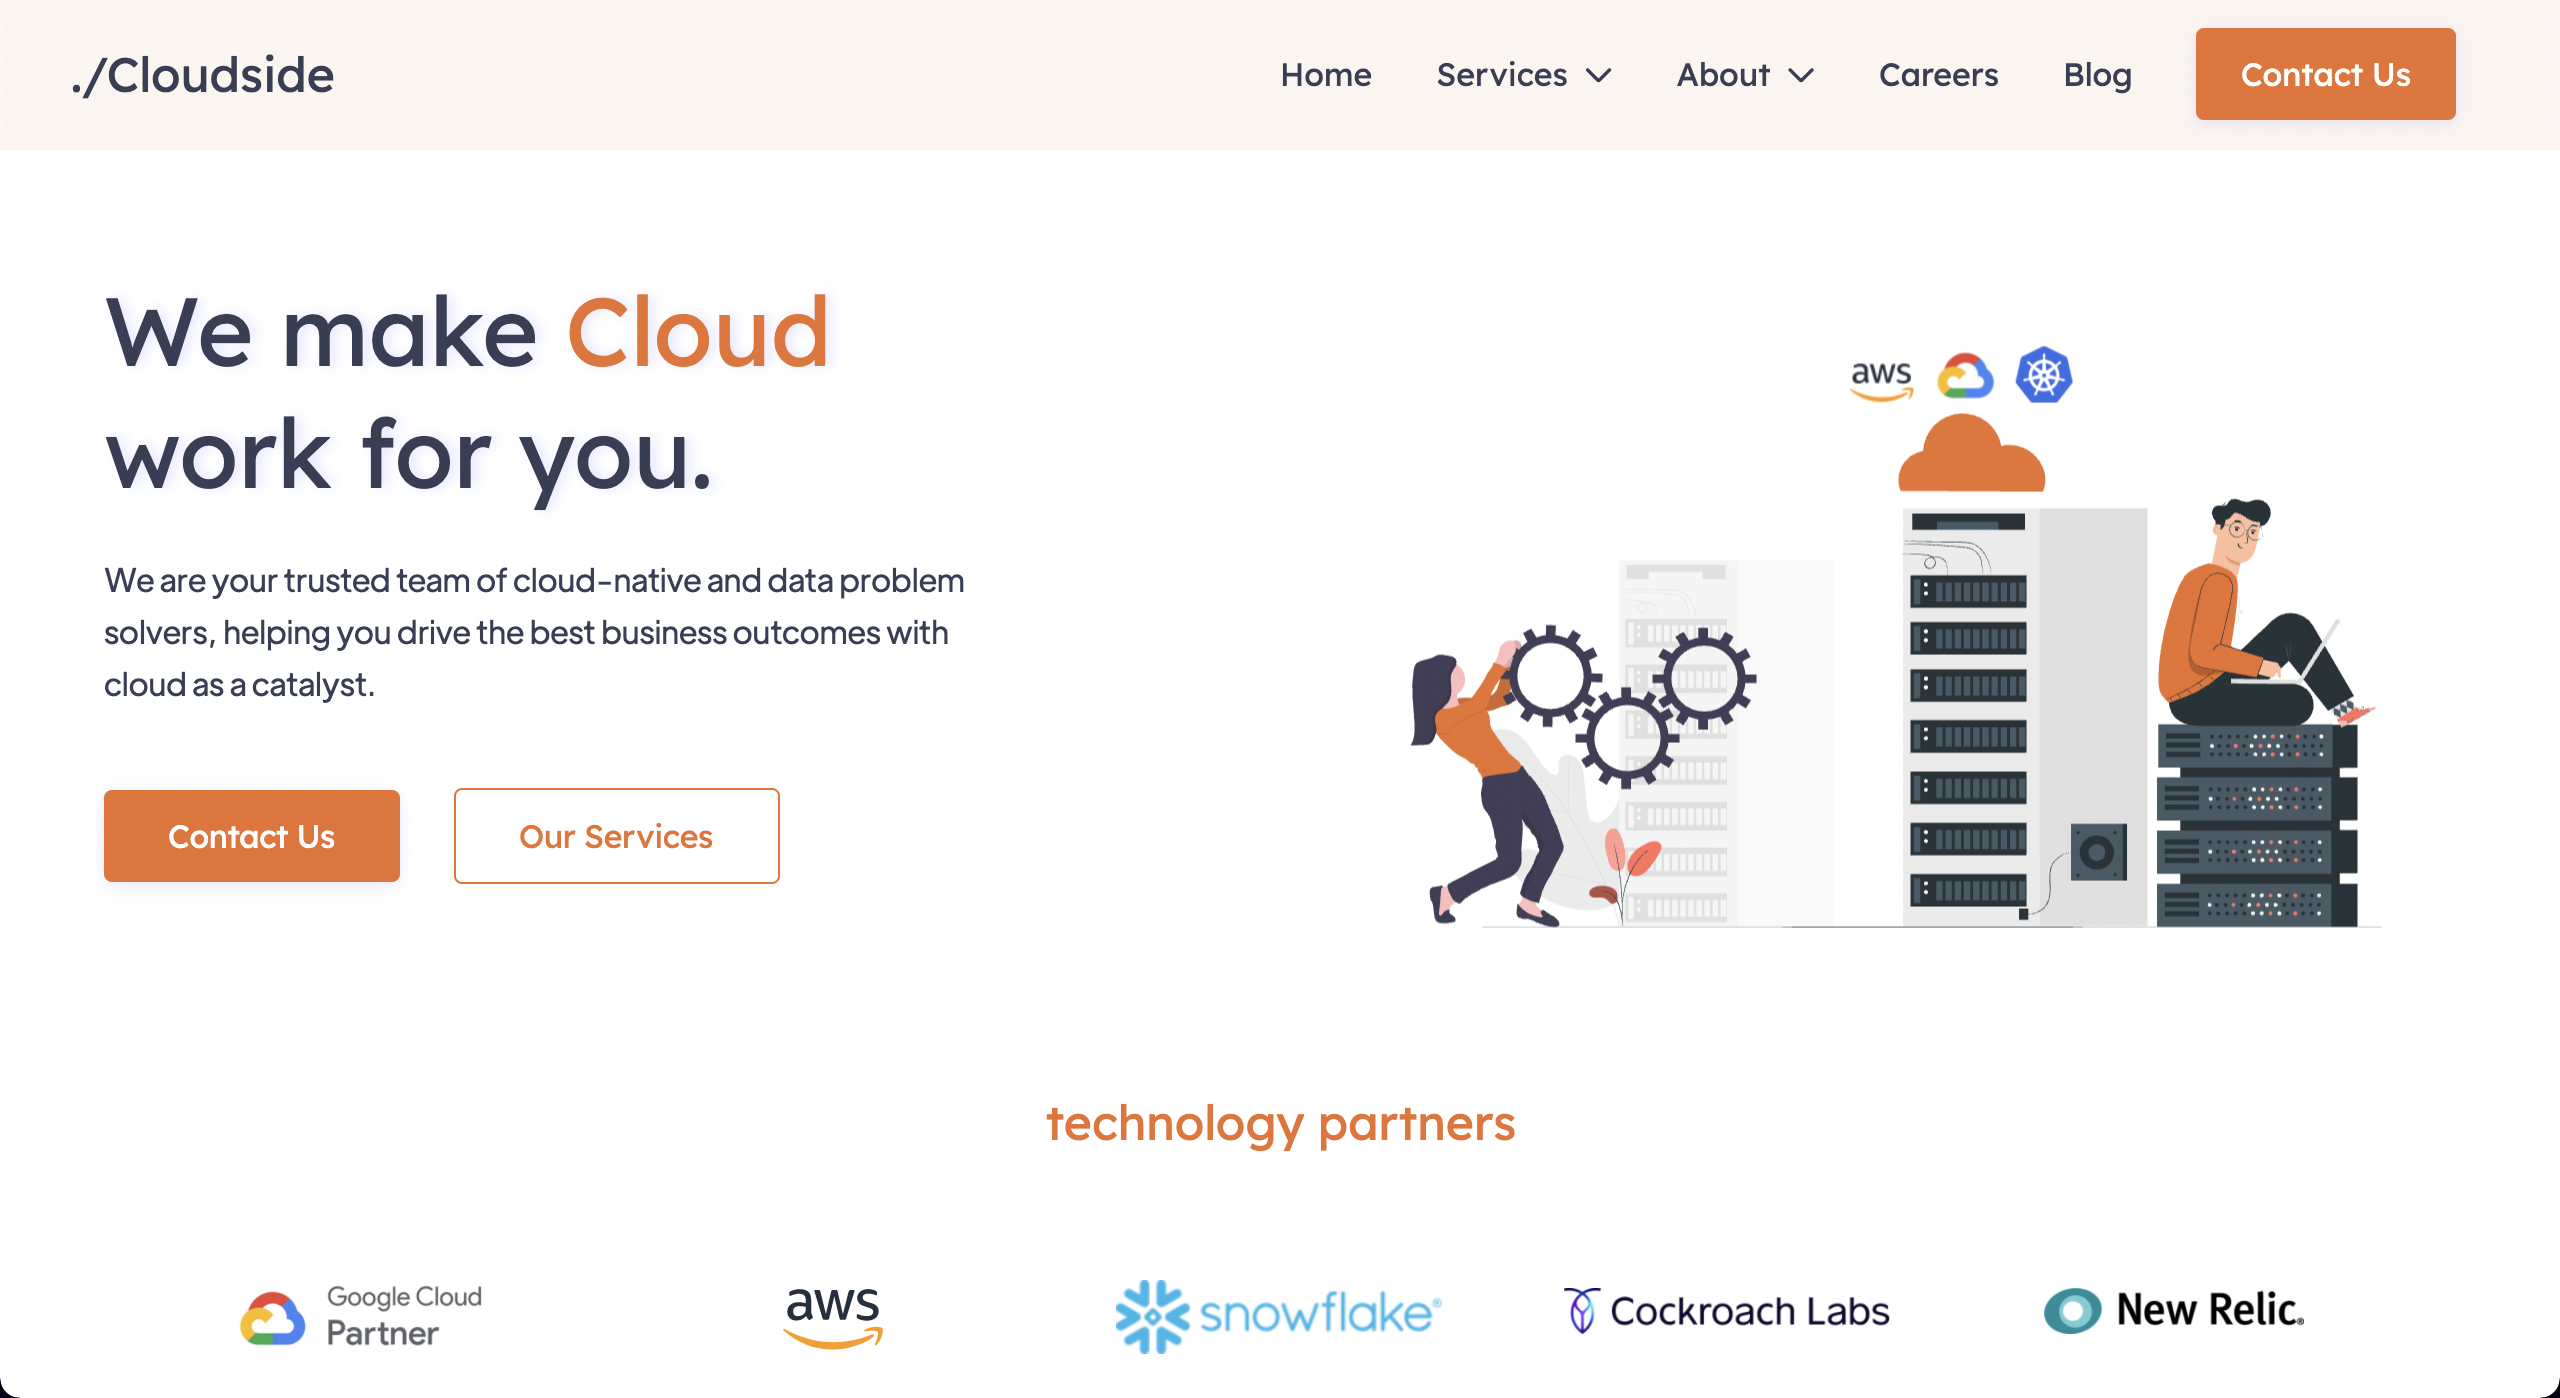 ./Cloudside
Home Services About Careers Blog Contact Us
We make Cloud
work for you.
We are your trusted team of cloud-native and data problem
solvers, helping you drive the best business outcomes with
cloud as a catalyst.
Contact Us Our Services
aws
technology partners
Google Cloud
Partner
aws
snowflake®
Cockroach Labs
New Relic®